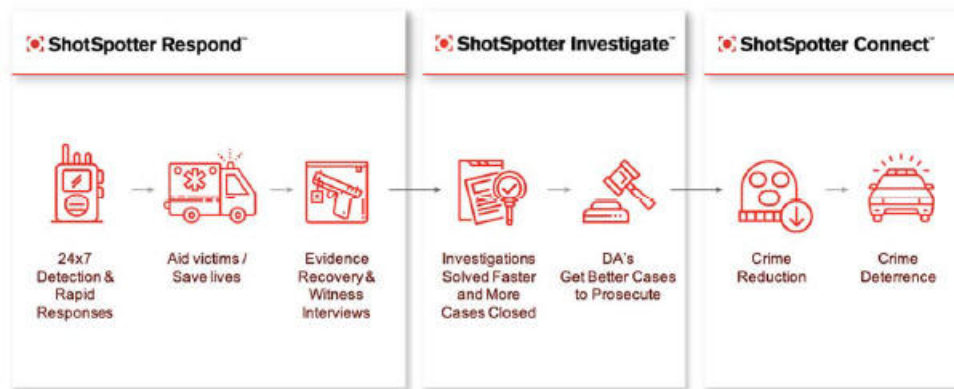 ShotSpotter Respond™
ShotSpotter Investigate™
ShotSpotter Connect™
24x7
Detection &
Rapid
Responses
Aid victims /
Save lives
Evidence
Recovery &
Witness
Interviews
Investigations
Solved Faster
and More
Cases Closed
DA's
Get Better Cases
to Prosecute
Crime
Reduction
Crime
Deterrence